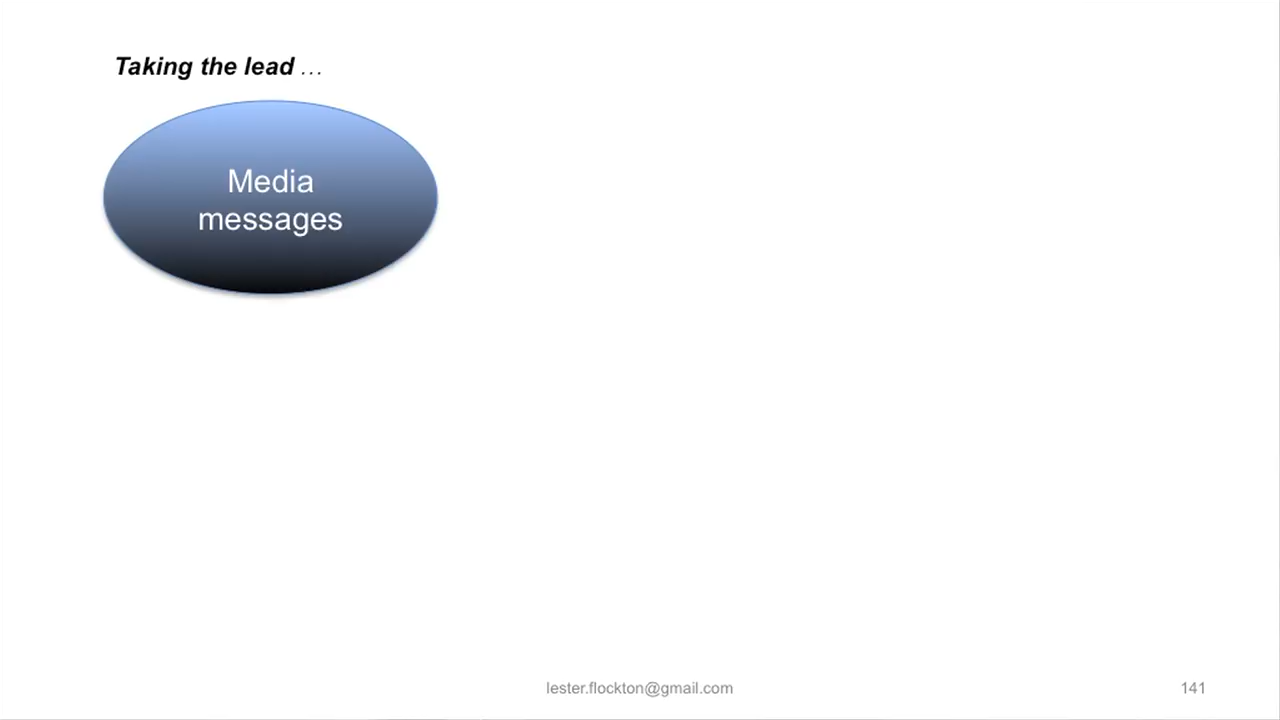 Taking the lead …
Media
messages
lester.flockton@gmail.com
141